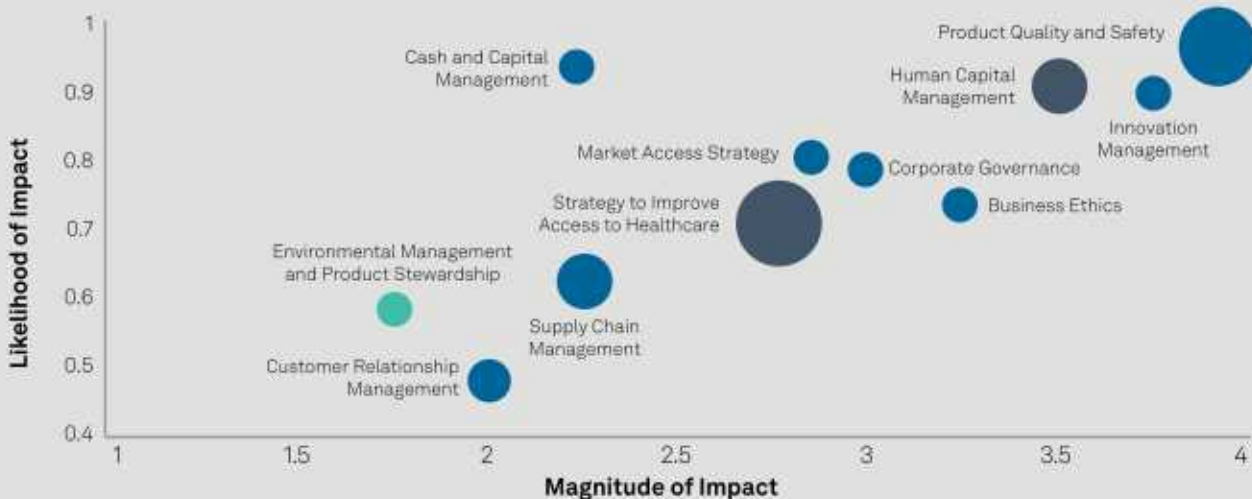 1
Product Quality and Safety
Cash and Capital
Management
Human Capital
Management
0.9
Innovation
Management
Market Access Strategy
0.8
Corporate Governance
Strategy to Improve
Access to Healthcare
Business Ethics
0.7
Environmental Management
and Product Stewardship
0.6
Supply Chain
Management
Customer Relationship
Management
0.5
0.4
Likelihood of Impact
1
1.5
2
2.5
3
3.5
4
Magnitude of Impact